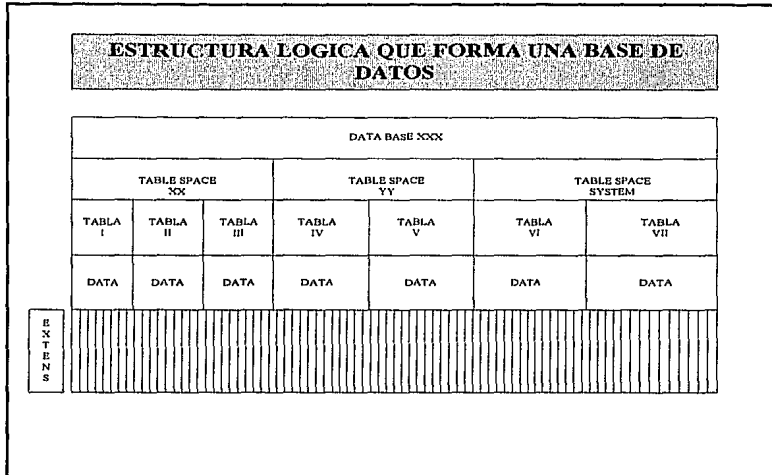 ESTRUCTURA LOGICA QUE FORMA UNA BASE DE
DATOS
DATA BASE XXX
TABLE SPACE
XX
TABLE SPACE
YY
TABLE SPACE
SYSTEM
TABLA
I
TABLA
II
TABLA
III
TABLA
IV
TABLA
V
TABLA
VI
TABLA
VII
DATA
DATA
DATA
DATA
DATA
DATA
DATA
EXTENS